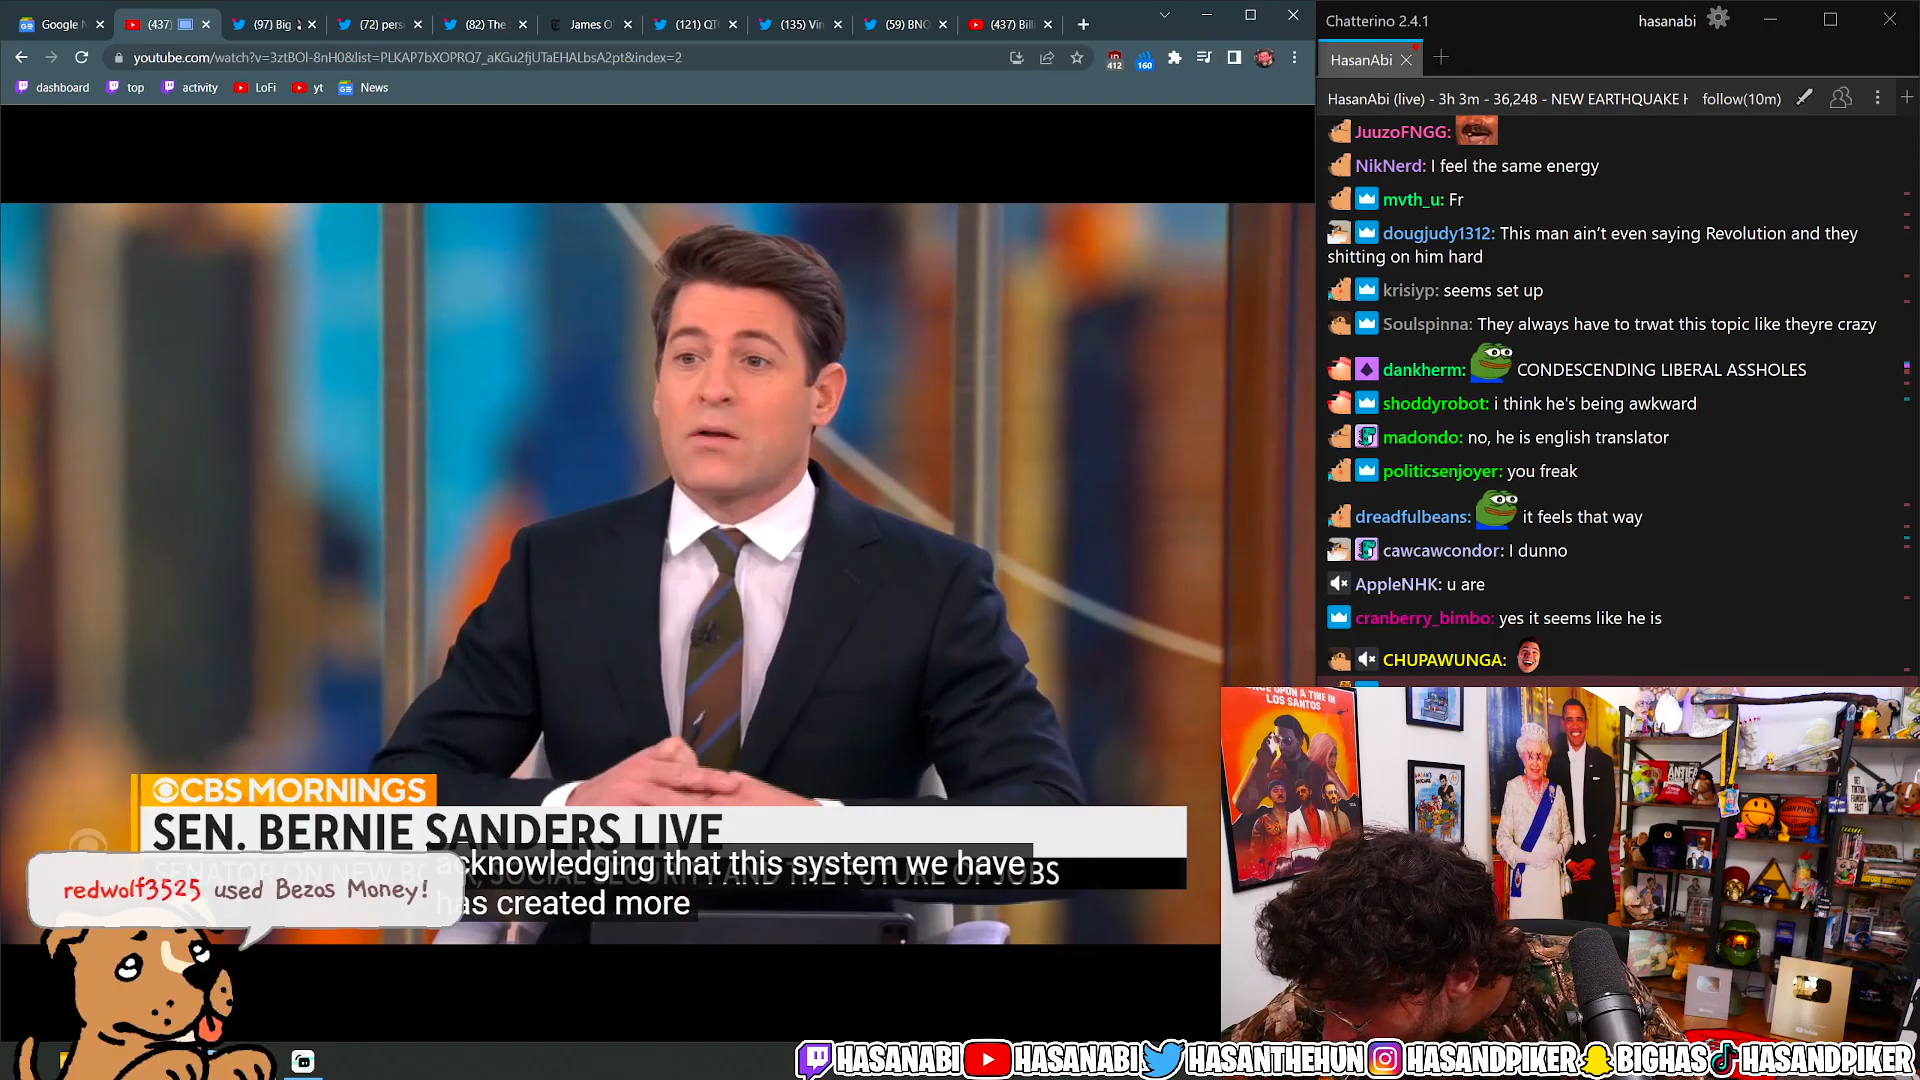 Google N
(437)
(97) Big
(72) pers
(82) The
James O
(121) QT
(135) Vin
(59) BNO
(437) Bill
youtube.com/watch?v=3ztBOl-8nH0&list=PLKAP7bXOPRQ7_aKGu2fjUTaEHALbsA2pt&index=2
412
160
dashboard
top
activity
LoFi
yt
News
CBS MORNINGS
SEN. BERNIE SANDERS LIVE
acknowledging that this system we have
has created more
redwolf3525 used Bezos Money!
Chatterino 2.4.1
hasanabi
HasanAbi
HasanAbi (live) - 3h 3m - 36,248 - NEW EARTHQUAKE H
follow(10m)
JuuzoFNGG:
NikNerd: I feel the same energy
mvth_u: Fr
dougjudy1312: This man ain't even saying Revolution and they
shitting on him hard
krisiyp: seems set up
Soulspinna: They always have to trwat this topic like theyre crazy
dankherm: CONDESCENDING LIBERAL ASSHOLES
shoddyrobot: i think he's being awkward
madondo: no, he is english translator
politicsenjoyer: you freak
dreadfulbeans: it feels that way
cawcawcondor: I dunno
AppleNHK: u are
cranberry_bimbo: yes it seems like he is
CHUPAWUNGA:
ONCE UPON A TIME IN
LOS SANTOS
HASANABI
HASANABI
HASANTHEHUN
HASANDPIKER
BIGHAS
HASANDPIKER